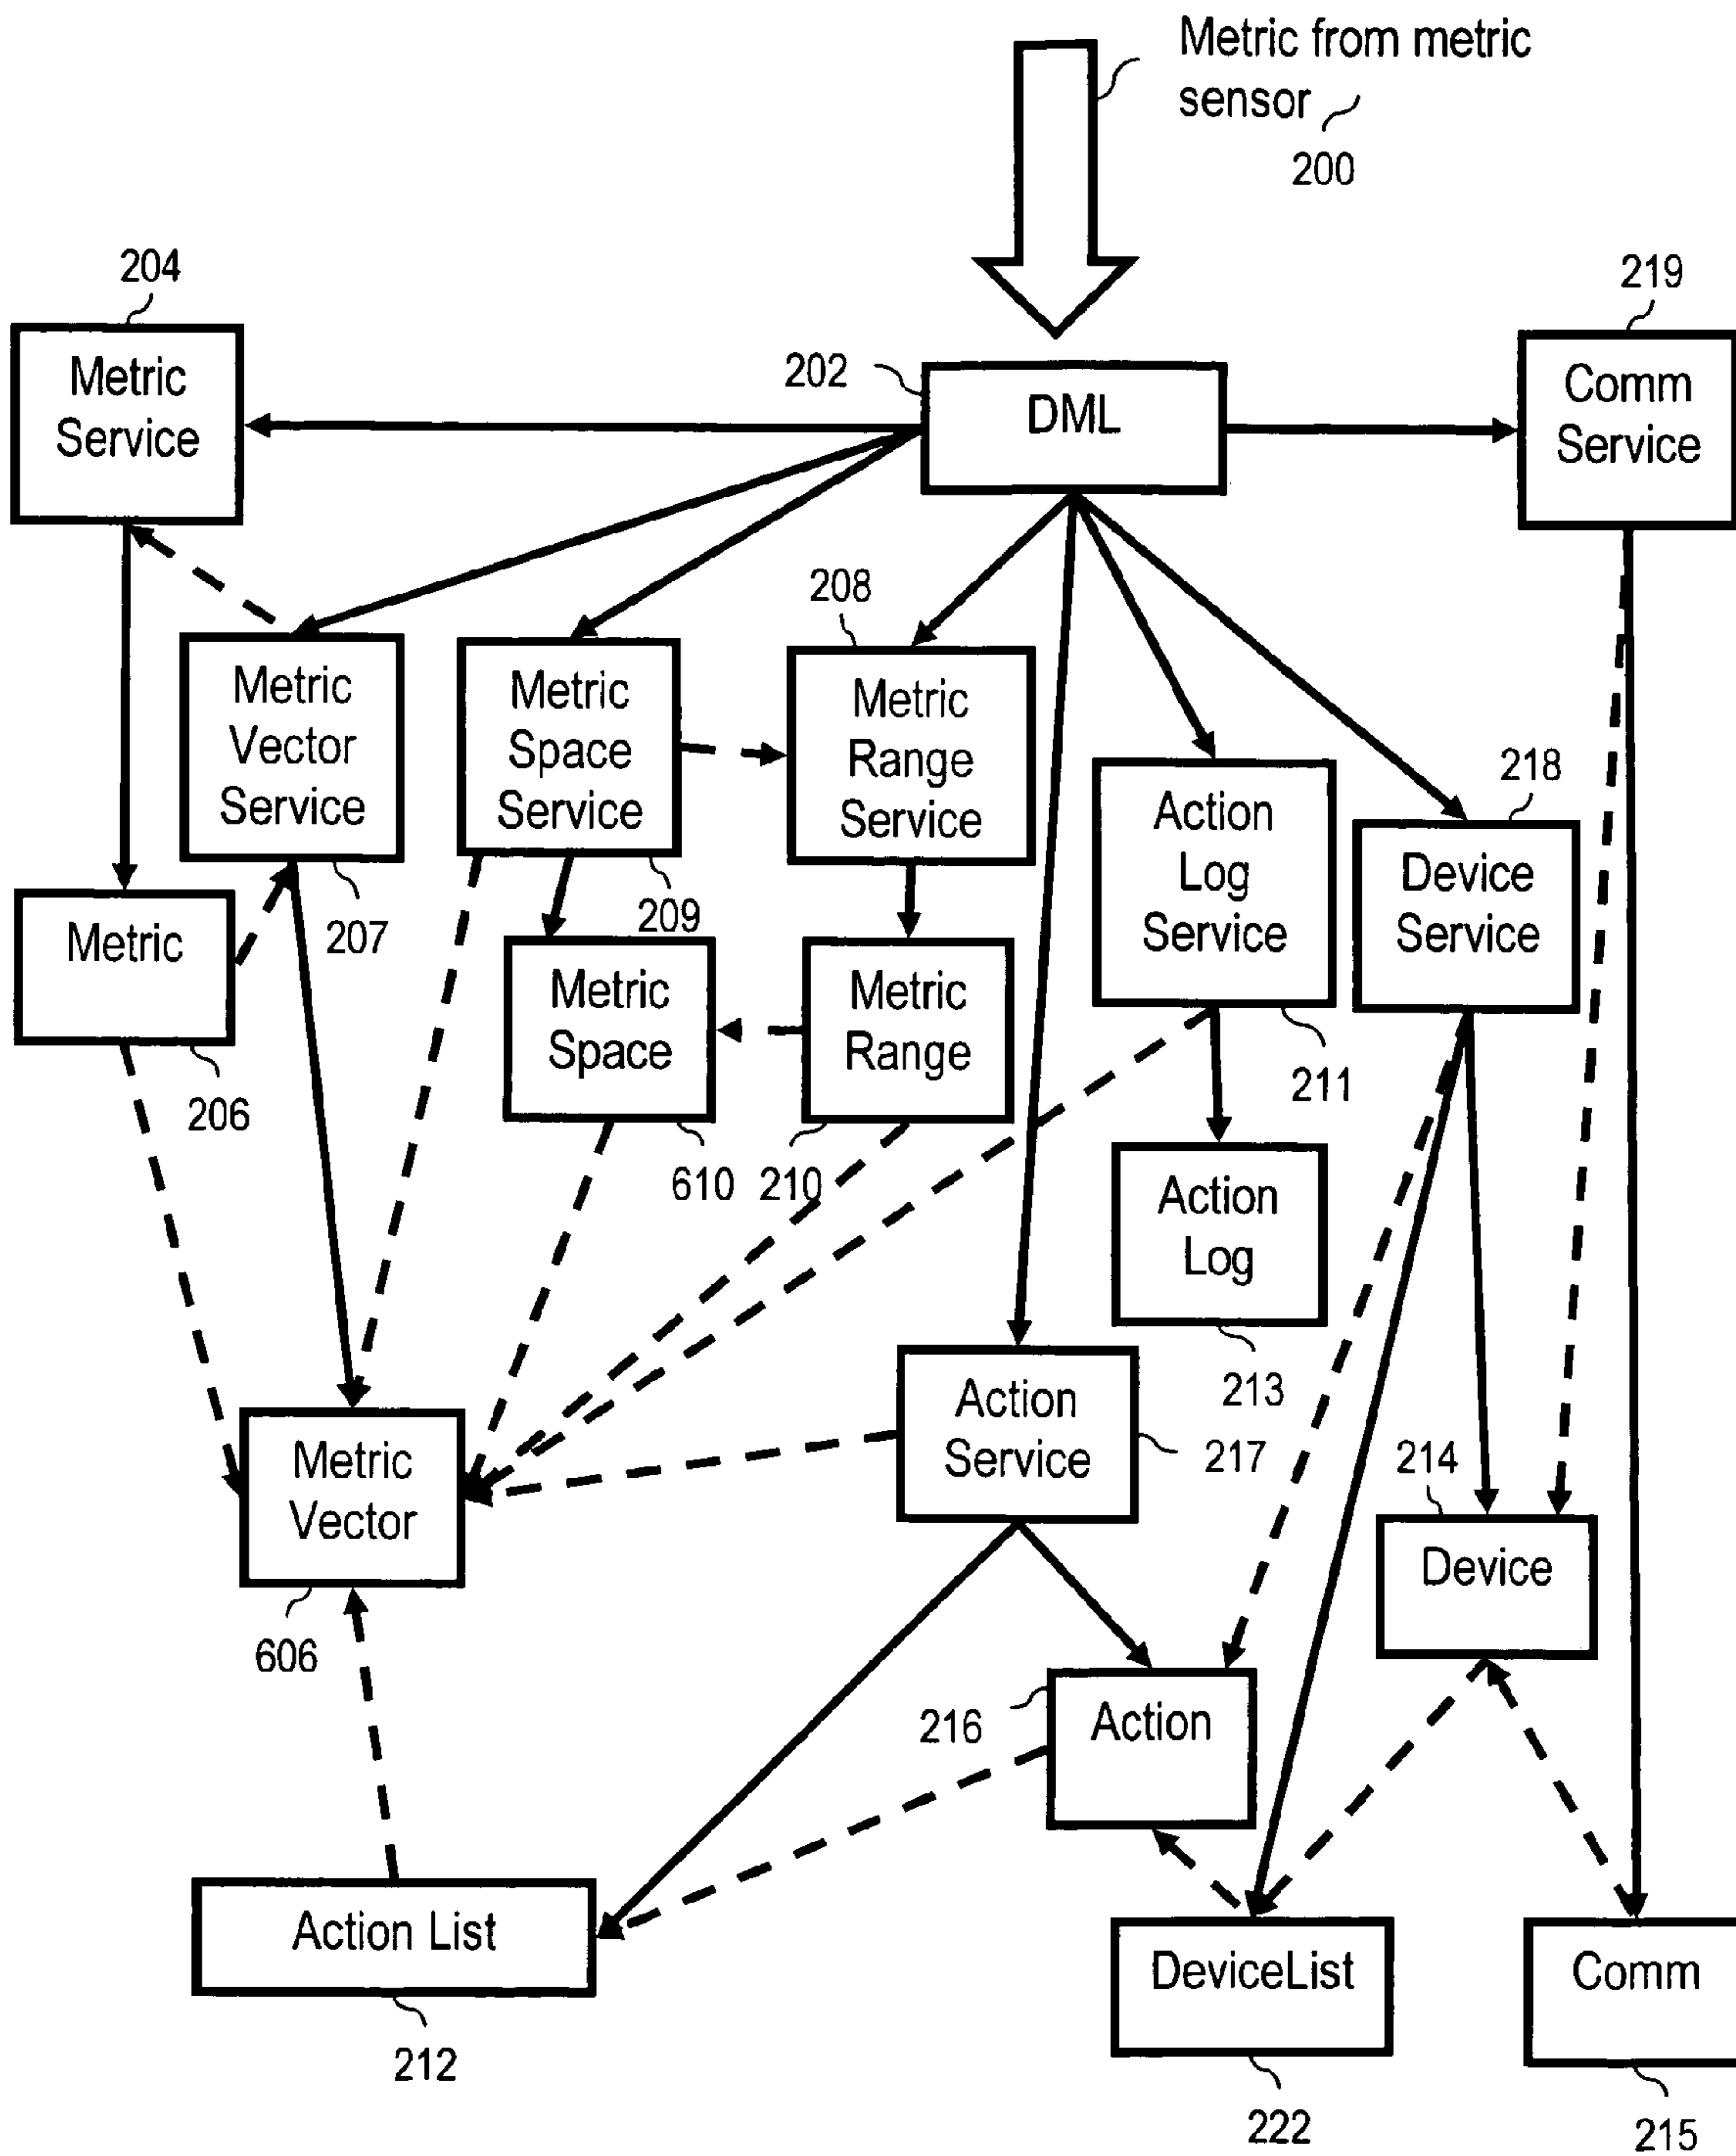 Metric from metric
sensor
200
204
Metric
Service
202
DML
219
Comm
Service
208
Metric
Vector
Service
207
Metric
Space
Service
209
Metric
Range
Service
Action
Log
Service
211
218
Device
Service
Metric
206
Metric
Space
610
Metric
Range
210
Action
Log
213
Metric
Vector
606
Action
Service
217
214
Device
216
Action
Action List
212
DeviceList
222
Comm
215